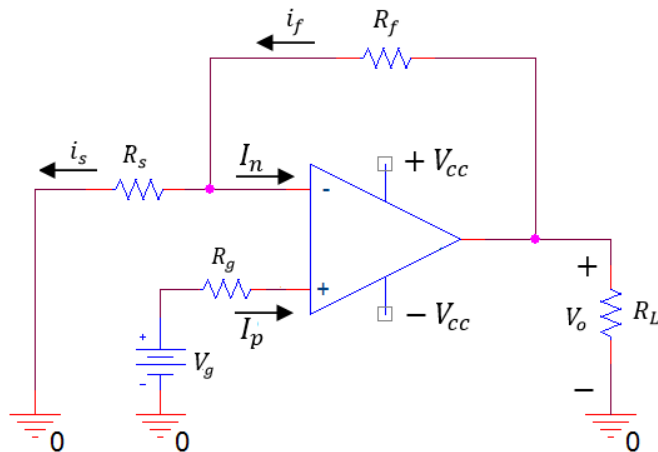 i_f R_f
i_s R_s I_n + V_cc
-
R_g
+ +
I_p - V_cc V_o R_L
+ V_g
- -
0 0 0